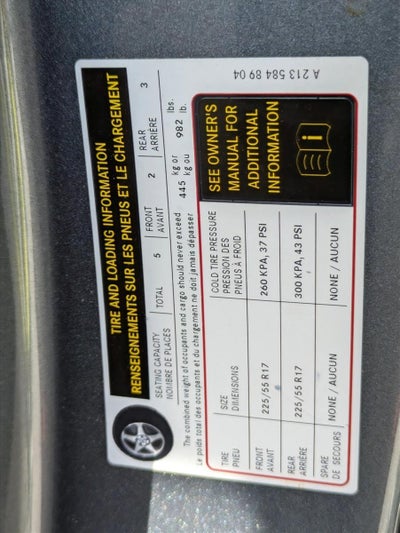 TIRE AND LOADING INFORMATION
RENSEIGNEMENTS SUR LES PNEUS ET LE CHARGEMENT
SEATING CAPACITY TOTAL 5 FRONT 2 REAR 3
NOMBRE DE PLACES AVANT ARRIÈRE
The combined weight of occupants and cargo should never exceed 445 kg or 982 lbs.
Le poids total des occupants et du chargement ne doit jamais dépasser kg ou lb.
TIRE SIZE COLD TIRE PRESSURE
PNEU DIMENSIONS PRESSION DES
PNEUS À FROID
FRONT 225/55 R17 260 KPA, 37 PSI
AVANT
REAR 225/55 R17 300 KPA, 43 PSI
ARRIÈRE
SPARE NONE / AUCUN NONE / AUCUN
DE SECOURS
SEE OWNER'S
MANUAL FOR
ADDITIONAL
INFORMATION
i
A 213 584 89 04